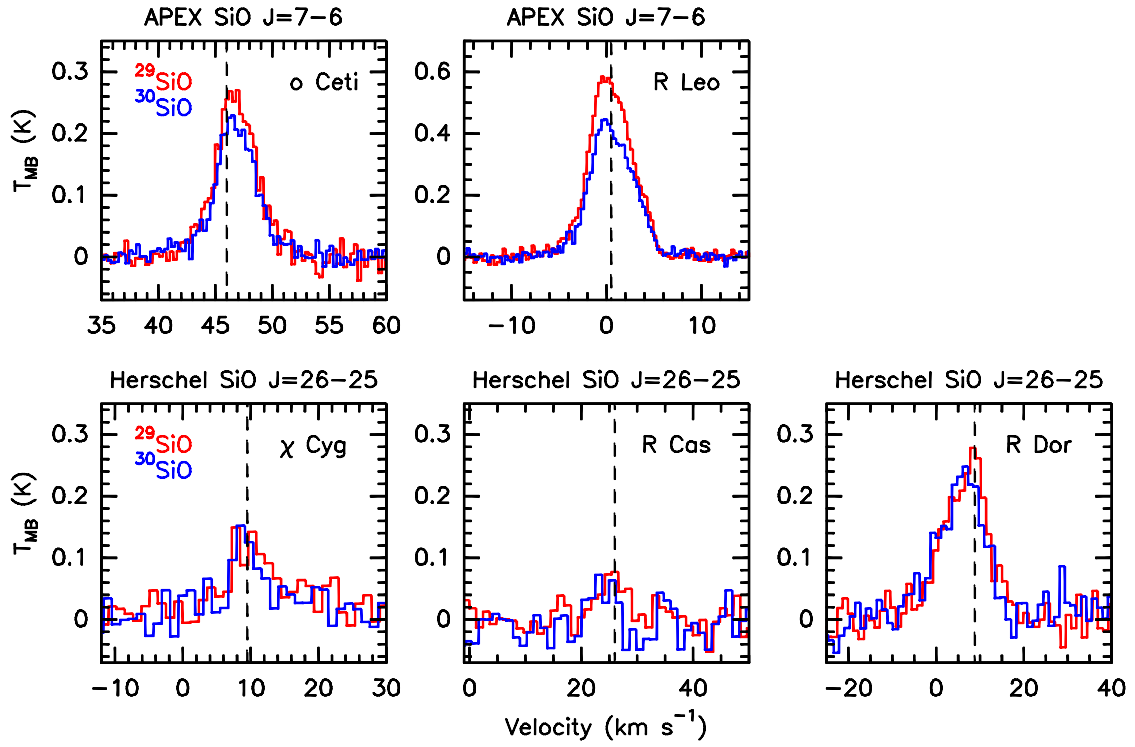 APEX SiO J=7−6 APEX SiO J=7−6
0.3 ²⁹SiO o Ceti 0.6 R Leo
³⁰SiO
0.2 0.4
T_MB (K)
0.1 0.2
0 0
35 40 45 50 55 60 −10 0 10
Herschel SiO J=26−25 Herschel SiO J=26−25 Herschel SiO J=26−25
0.3 ²⁹SiO χ Cyg 0.3 R Cas 0.3 R Dor
³⁰SiO
0.2 0.2 0.2
T_MB (K)
0.1 0.1 0.1
0 0 0
−10 0 10 20 30 0 20 40 −20 0 20 40
Velocity (km s⁻¹)